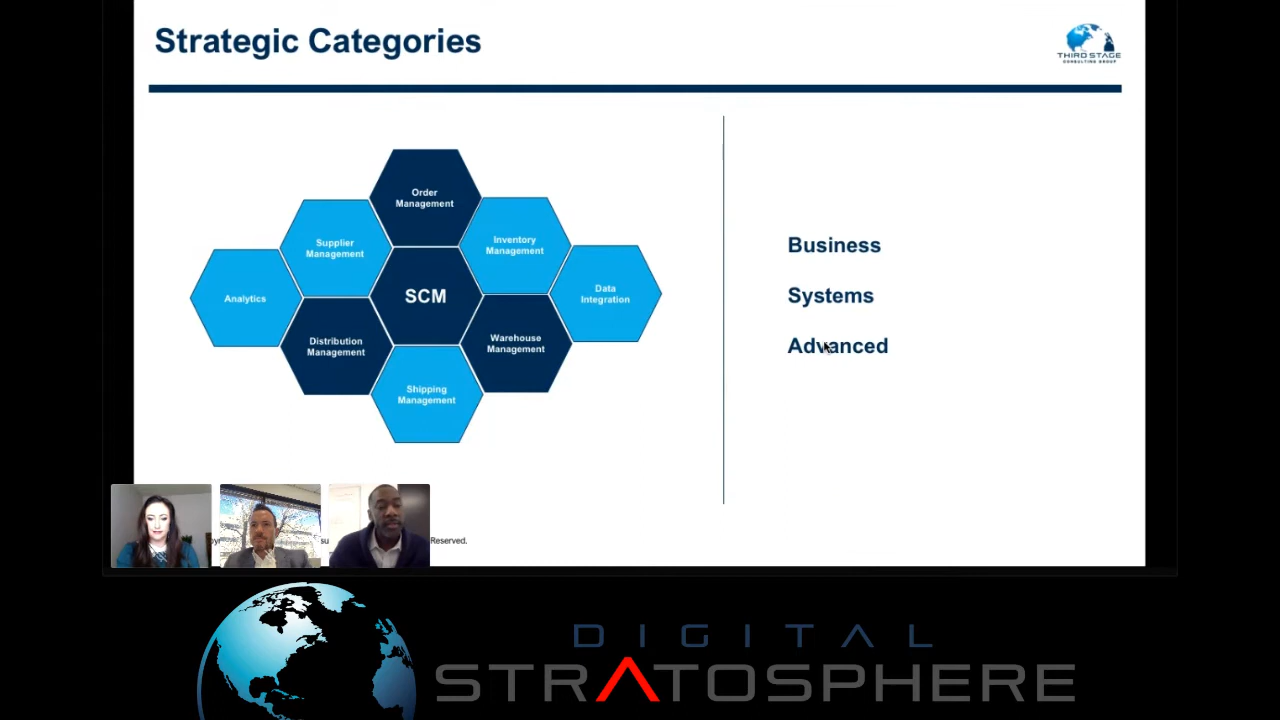 Strategic Categories
THIRD STAGE
CONSULTING GROUP
Order
Management
Supplier
Management
Inventory
Management
Analytics
SCM
Data
Integration
Distribution
Management
Warehouse
Management
Shipping
Management
Business
Systems
Advanced
Reserved.
DIGITAL
STRATOSPHERE